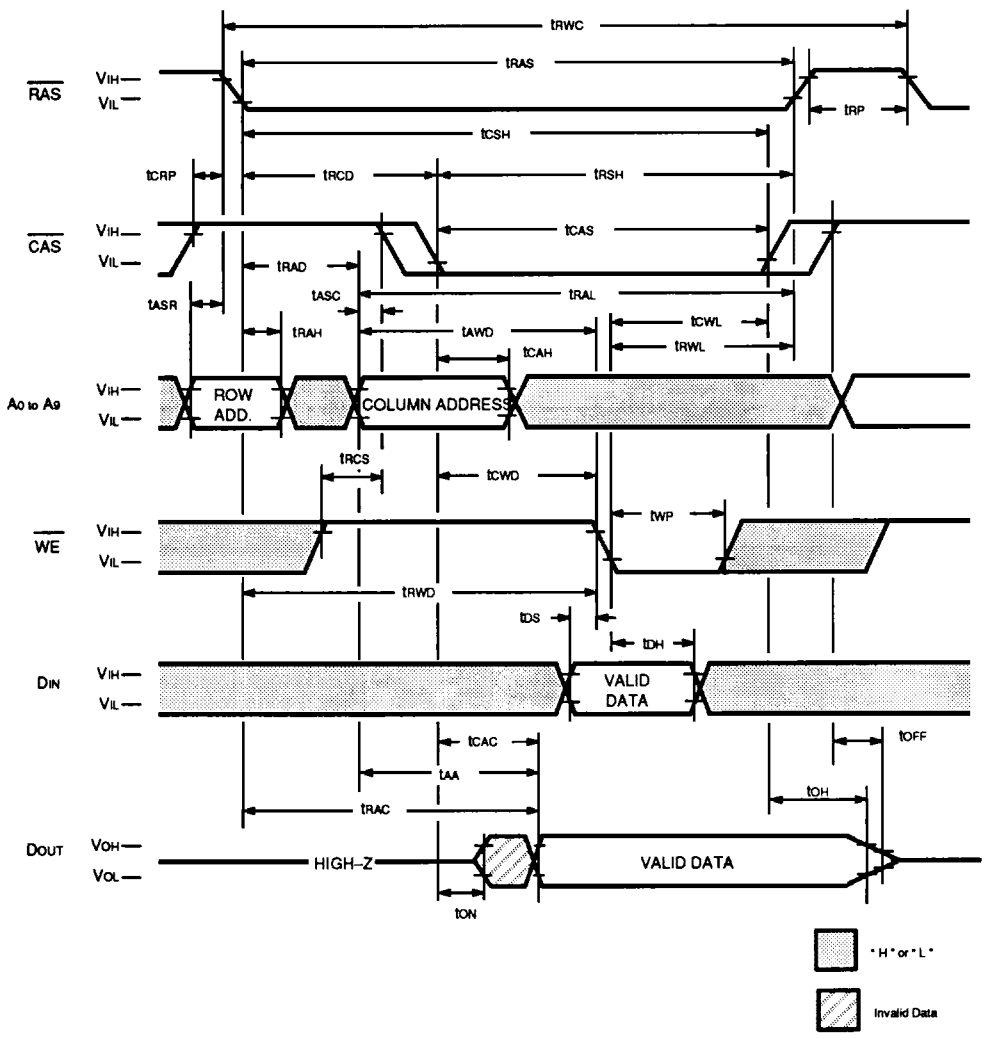 tRWC
tRAS
RAS
VIH
VIL
tRP
tCSH
tCRP
tRCD
tRSH
CAS
VIH
VIL
tCAS
tRAD
tASR
tASC
tRAL
tRAH
tAWD
tCWL
tCAH
tRWL
A0 to A9
VIH
VIL
ROW
ADD.
COLUMN ADDRESS
tRCS
tCWD
WE
VIH
VIL
tWP
tRWD
tDS
tDH
DIN
VIH
VIL
VALID
DATA
tCAC
tOFF
tAA
tOH
tRAC
DOUT
VOH
VOL
HIGH–Z
VALID DATA
tON
"H" or "L"
Invalid Data